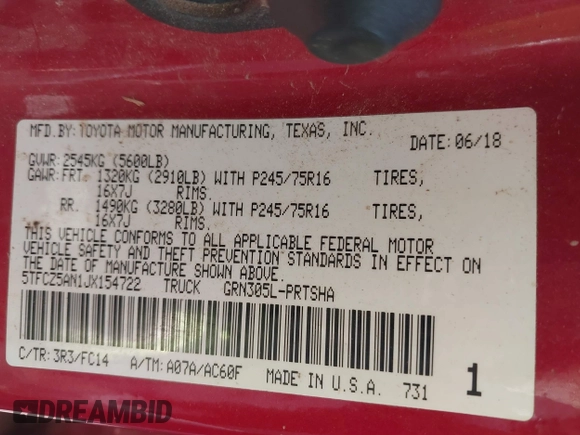 MFD.BY:TOYOTA MOTOR MANUFACTURING, TEXAS, INC.
DATE:06/18
GVWR:2545KG (5600LB)
GAWR:FRT. 1320KG (2910LB) WITH P245/75R16 TIRES,
16X7J RIMS.
RR. 1490KG (3280LB) WITH P245/75R16 TIRES,
16X7J RIMS.
THIS VEHICLE CONFORMS TO ALL APPLICABLE FEDERAL MOTOR
VEHICLE SAFETY AND THEFT PREVENTION STANDARDS IN EFFECT ON
THE DATE OF MANUFACTURE SHOWN ABOVE.
5TFCZ5AN1JX154722 TRUCK GRN305L-PRTSHA
C/TR:3R3/FC14 A/TM:A07A/AC60F MADE IN U.S.A. 731
1
DREAMBID